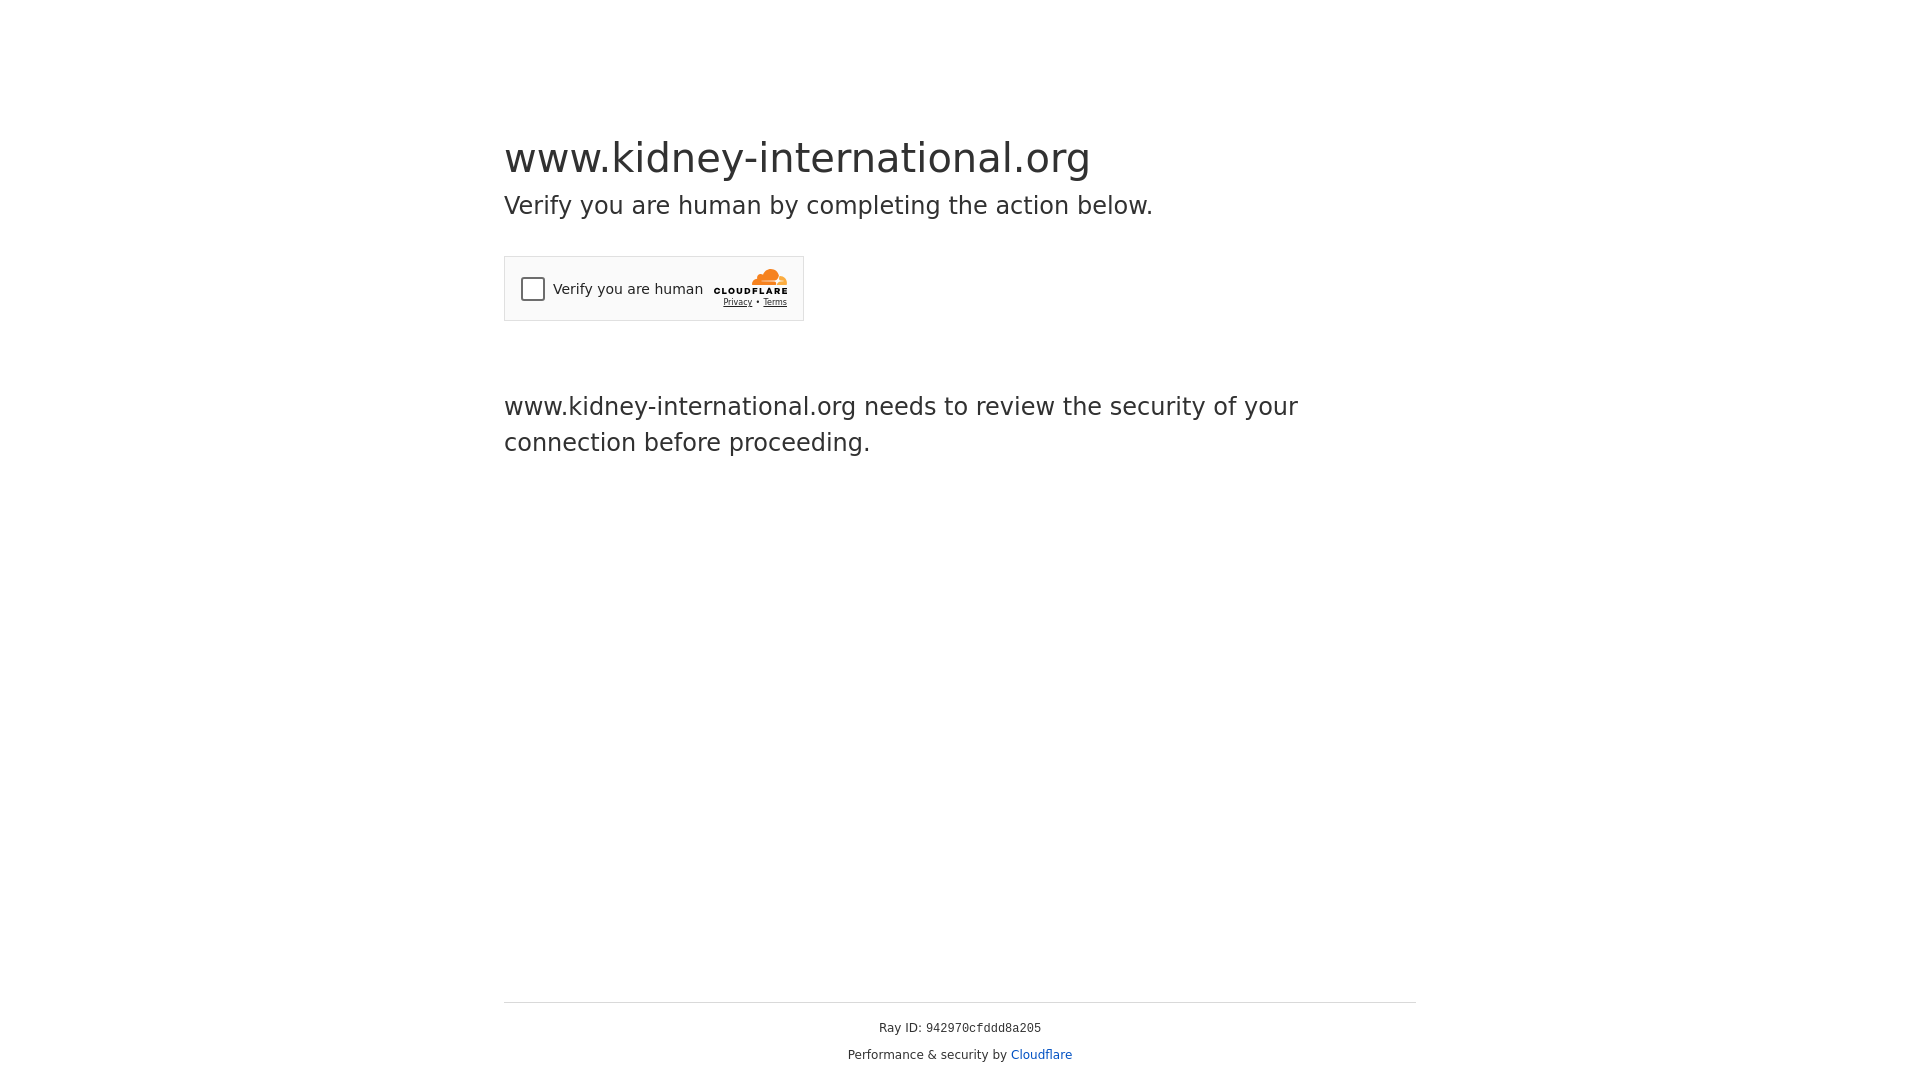 www.kidney-international.org
Verify you are human by completing the action below.
Verify you are human
CLOUDFLARE
Privacy • Terms
www.kidney-international.org needs to review the security of your
connection before proceeding.
Ray ID: 942970cfddd8a205
Performance & security by Cloudflare